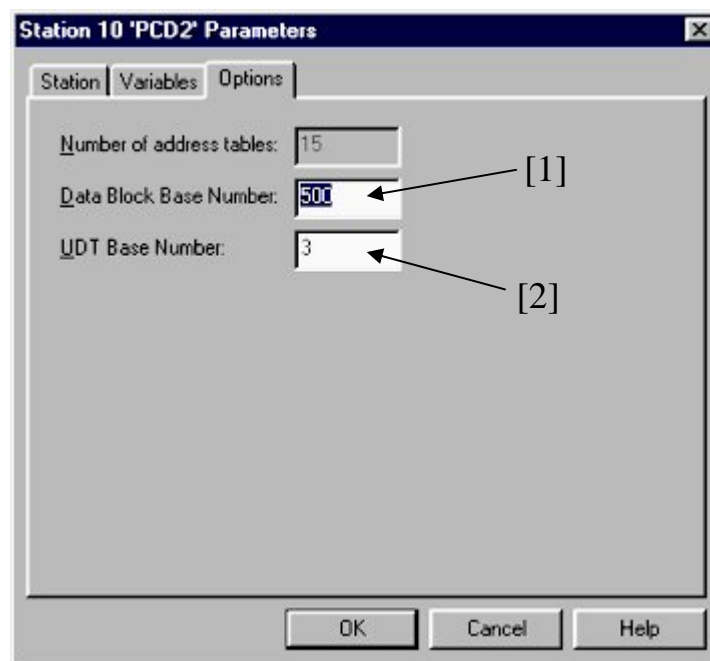 Station 10 'PCD2' Parameters
Station Variables Options
Number of address tables: 15
[1]
Data Block Base Number: 500
UDT Base Number: 3
[2]
OK Cancel Help